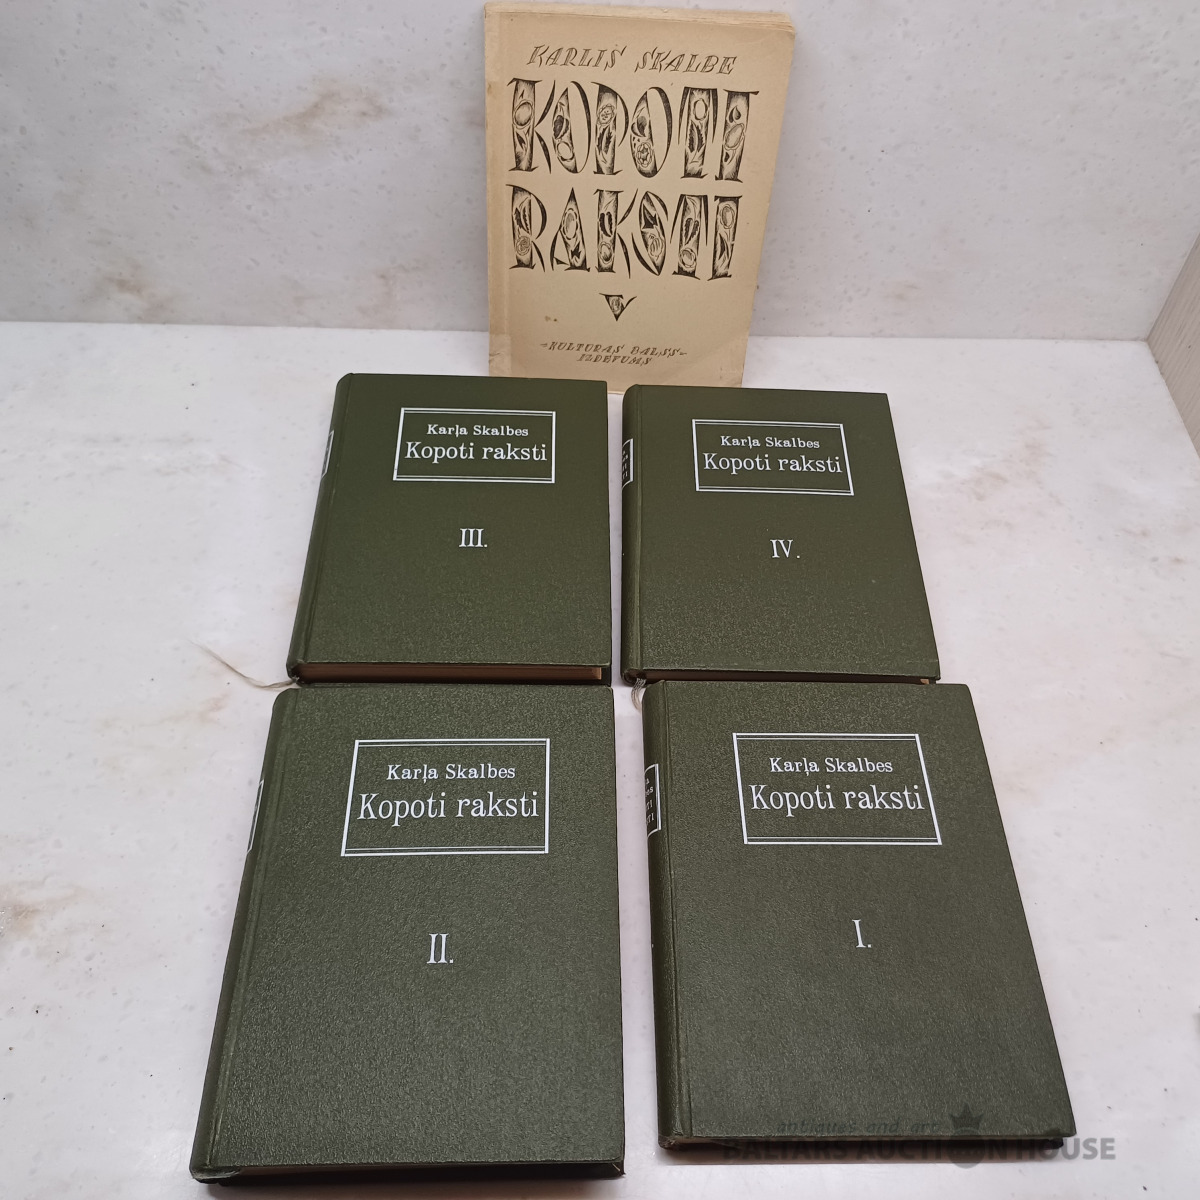 KARLIS SKALBE
KOPOTI
RAKSTI
V
KULTURAS BALSS
IZDEVUMS
Karļa Skalbes
Kopoti raksti
III.
Karļa Skalbes
Kopoti raksti
IV.
Karļa Skalbes
Kopoti raksti
II.
Karļa Skalbes
Kopoti raksti
I.
antiques and art
BALTARS AUCTION HOUSE